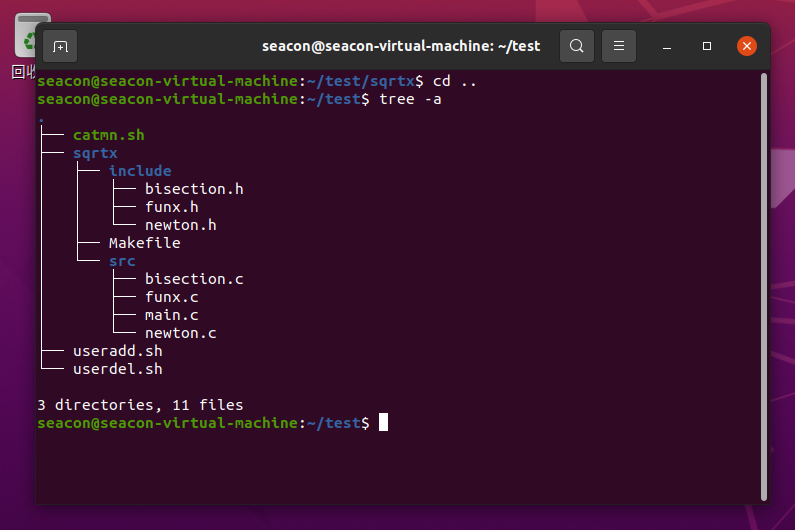 seacon@seacon-virtual-machine: ~/test
回收
seacon@seacon-virtual-machine:~/test/sqrtx$ cd ..
seacon@seacon-virtual-machine:~/test$ tree -a
.
├── catmn.sh
├── sqrtx
│   ├── include
│   │   ├── bisection.h
│   │   ├── funx.h
│   │   └── newton.h
│   ├── Makefile
│   └── src
│       ├── bisection.c
│       ├── funx.c
│       ├── main.c
│       └── newton.c
├── useradd.sh
└── userdel.sh
3 directories, 11 files
seacon@seacon-virtual-machine:~/test$